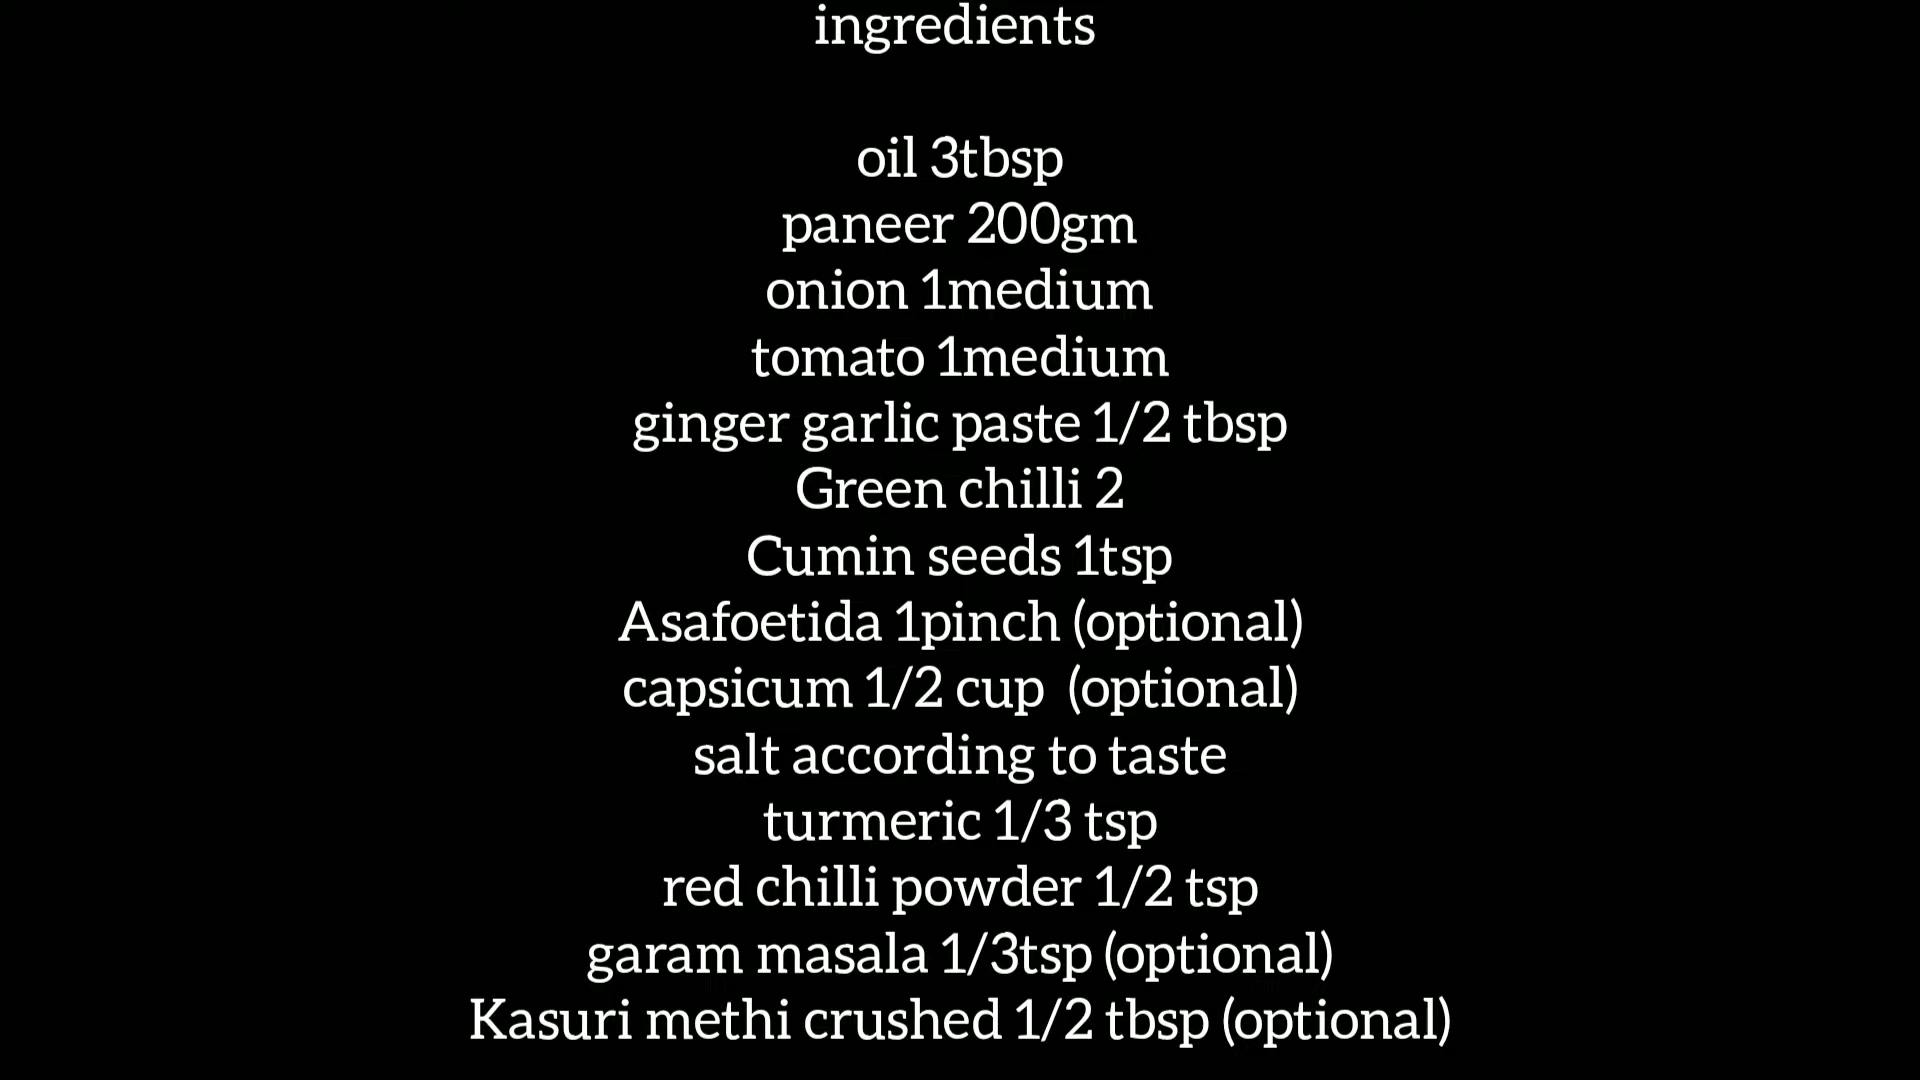 ingredients
oil 3tbsp
paneer 200gm
onion 1medium
tomato 1medium
ginger garlic paste 1/2 tbsp
Green chilli 2
Cumin seeds 1tsp
Asafoetida 1pinch (optional)
capsicum 1/2 cup  (optional)
salt according to taste
turmeric 1/3 tsp
red chilli powder 1/2 tsp
garam masala 1/3tsp (optional)
Kasuri methi crushed 1/2 tbsp (optional)